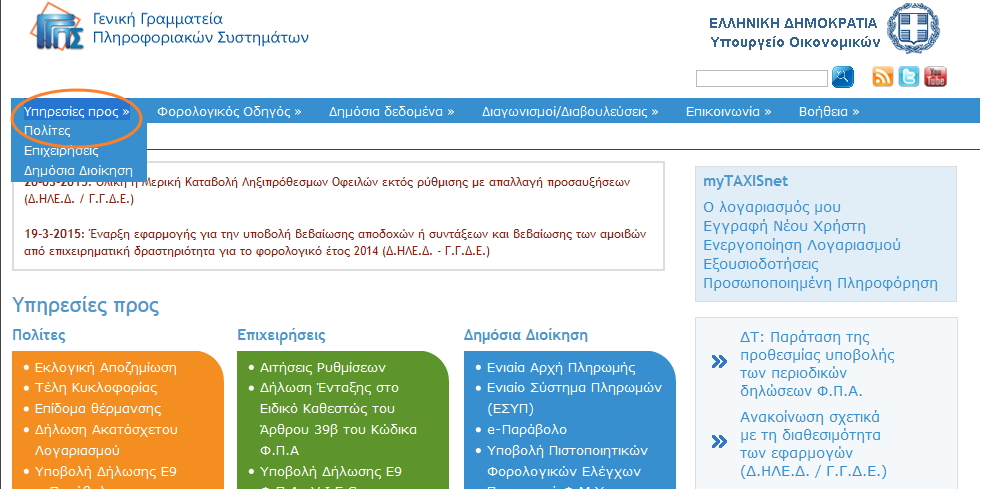 Γενική Γραμματεία
Πληροφοριακών Συστημάτων
ΕΛΛΗΝΙΚΗ ΔΗΜΟΚΡΑΤΙΑ
Υπουργείο Οικονομικών
You
Tube
Υπηρεσίες προς »
Φορολογικός Οδηγός »
Δημόσια δεδομένα »
Διαγωνισμοί/Διαβουλεύσεις »
Επικοινωνία »
Βοήθεια »
Πολίτες
Επιχειρήσεις
Δημόσια Διοίκηση
20-03-2015: Ολική ή Μερική Καταβολή Ληξιπρόθεσμων Οφειλών εκτός ρύθμισης με απαλλαγή προσαυξήσεων
(Δ.ΗΛΕ.Δ. / Γ.Γ.Δ.Ε.)
19-3-2015: Έναρξη εφαρμογής για την υποβολή βεβαίωσης αποδοχών ή συντάξεων και βεβαίωσης των αμοιβών
από επιχειρηματική δραστηριότητα για το φορολογικό έτος 2014 (Δ.ΗΛΕ.Δ. - Γ.Γ.Δ.Ε.)
myTAXISnet
Ο λογαριασμός μου
Εγγραφή Νέου Χρήστη
Ενεργοποίηση Λογαριασμού
Εξουσιοδοτήσεις
Προσωποποιημένη Πληροφόρηση
Υπηρεσίες προς
Πολίτες
• Εκλογική Αποζημίωση
• Τέλη Κυκλοφορίας
• Επίδομα θέρμανσης
• Δήλωση Ακατάσχετου
Λογαριασμού
• Υποβολή Δήλωσης Ε9
Επιχειρήσεις
• Αιτήσεις Ρυθμίσεων
• Δήλωση Ένταξης στο
Ειδικό Καθεστώς του
Άρθρου 39β του Κώδικα
Φ.Π.Α
• Υποβολή Δήλωσης Ε9
Δημόσια Διοίκηση
• Ενιαία Αρχή Πληρωμής
• Ενιαίο Σύστημα Πληρωμών
(ΕΣΥΠ)
• e-Παράβολο
• Υποβολή Πιστοποιητικών
Φορολογικών Ελέγχων
ΔΤ: Παράταση της
προθεσμίας υποβολής
των περιοδικών
δηλώσεων Φ.Π.Α.
Ανακοίνωση σχετικά
με τη διαθεσιμότητα
των εφαρμογών
(Δ.ΗΛΕ.Δ. / Γ.Γ.Δ.Ε.)